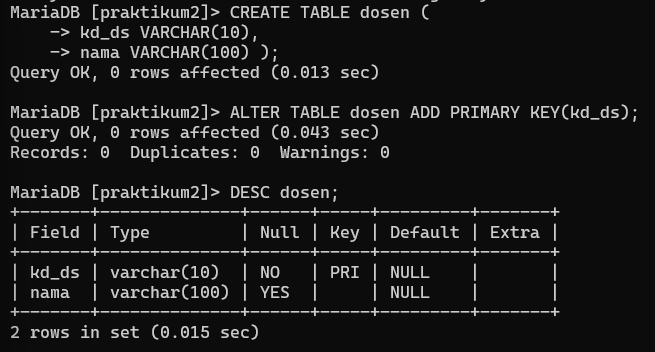 MariaDB [praktikum2]> CREATE TABLE dosen (
    -> kd_ds VARCHAR(10),
    -> nama VARCHAR(100) );
Query OK, 0 rows affected (0.013 sec)

MariaDB [praktikum2]> ALTER TABLE dosen ADD PRIMARY KEY(kd_ds);
Query OK, 0 rows affected (0.043 sec)
Records: 0  Duplicates: 0  Warnings: 0

MariaDB [praktikum2]> DESC dosen;
+-------+--------------+------+-----+---------+-------+
| Field | Type         | Null | Key | Default | Extra |
+-------+--------------+------+-----+---------+-------+
| kd_ds | varchar(10)  | NO   | PRI | NULL    |       |
| nama  | varchar(100) | YES  |     | NULL    |       |
+-------+--------------+------+-----+---------+-------+
2 rows in set (0.015 sec)